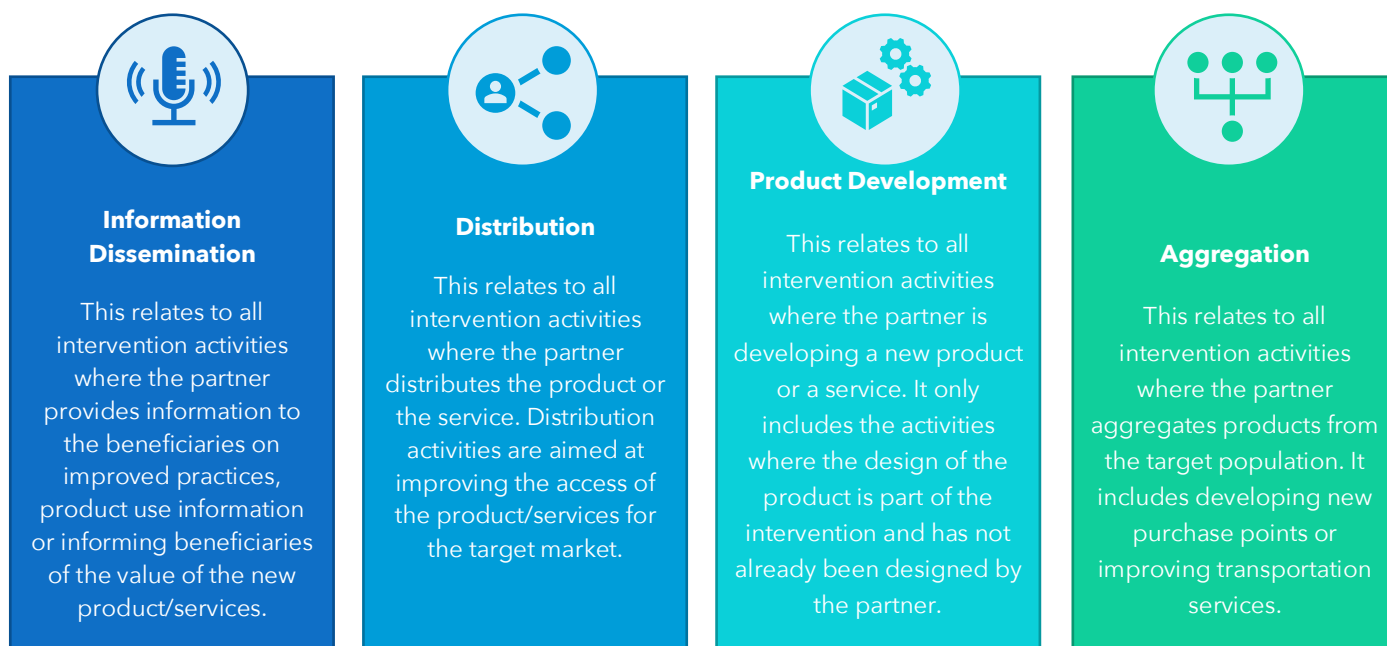 Information
Dissemination
This relates to all
intervention activities
where the partner
provides information to
the beneficiaries on
improved practices,
product use information
or informing beneficiaries
of the value of the new
product/services.
Distribution
This relates to all
intervention activities
where the partner
distributes the product or
the service. Distribution
activities are aimed at
improving the access of
the product/services for
the target market.
Product Development
This relates to all
intervention activities
where the partner is
developing a new product
or a service. It only
includes the activities
where the design of the
product is part of the
intervention and has not
already been designed by
the partner.
Aggregation
This relates to all
intervention activities
where the partner
aggregates products from
the target population. It
includes developing new
purchase points or
improving transportation
services.